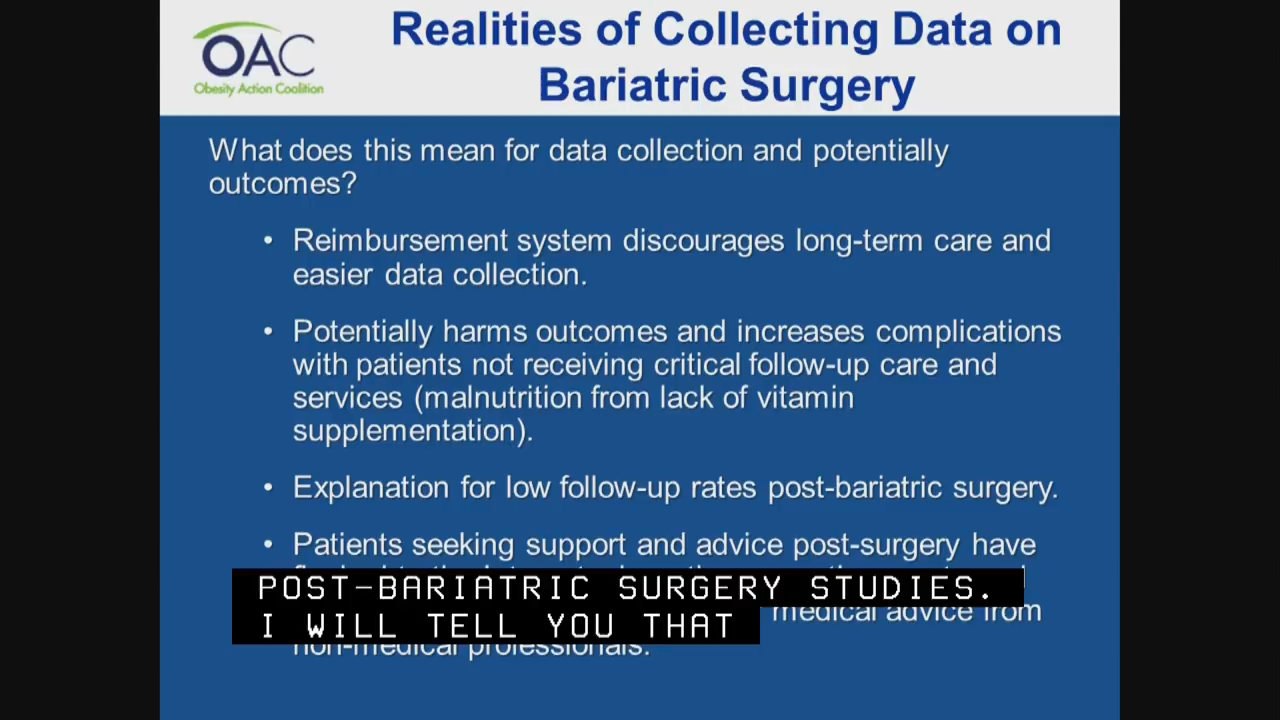 OAC
Obesity Action Coalition
Realities of Collecting Data on
Bariatric Surgery
What does this mean for data collection and potentially
outcomes?
• Reimbursement system discourages long-term care and
easier data collection.
• Potentially harms outcomes and increases complications
with patients not receiving critical follow-up care and
services (malnutrition from lack of vitamin
supplementation).
• Explanation for low follow-up rates post-bariatric surgery.
• Patients seeking support and advice post-surgery have
POST-BARIATRIC SURGERY STUDIES.
I WILL TELL YOU THAT
medical advice from
non-medical professionals.